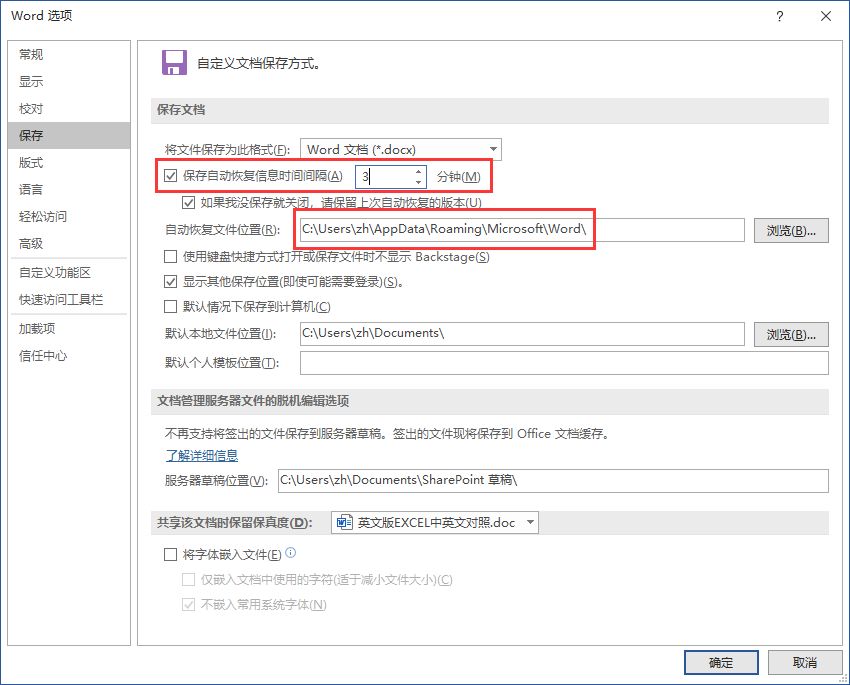 Word 选项
?
常规
显示
校对
保存
版式
语言
轻松访问
高级
自定义功能区
快速访问工具栏
加载项
信任中心
自定义文档保存方式。
保存文档
将文件保存为此格式(F): Word 文档 (*.docx)
保存自动恢复信息时间间隔(A) 3 分钟(M)
如果我没保存就关闭，请保留上次自动恢复的版本(U)
自动恢复文件位置(R): C:\Users\zh\AppData\Roaming\Microsoft\Word\ 浏览(B)...
使用键盘快捷方式打开或保存文件时不显示 Backstage(S)
显示其他保存位置(即使可能需要登录)(S)。
默认情况下保存到计算机(C)
默认本地文件位置(I): C:\Users\zh\Documents\ 浏览(B)...
默认个人模板位置(T):
文档管理服务器文件的脱机编辑选项
不再支持将签出的文件保存到服务器草稿。签出的文件现将保存到 Office 文档缓存。
了解详细信息
服务器草稿位置(V): C:\Users\zh\Documents\SharePoint 草稿\
共享该文档时保留保真度(D): 英文版EXCEL中英文对照.doc
将字体嵌入文件(E)
仅嵌入文档中使用的字符(适于减小文件大小)(C)
不嵌入常用系统字体(N)
确定 取消